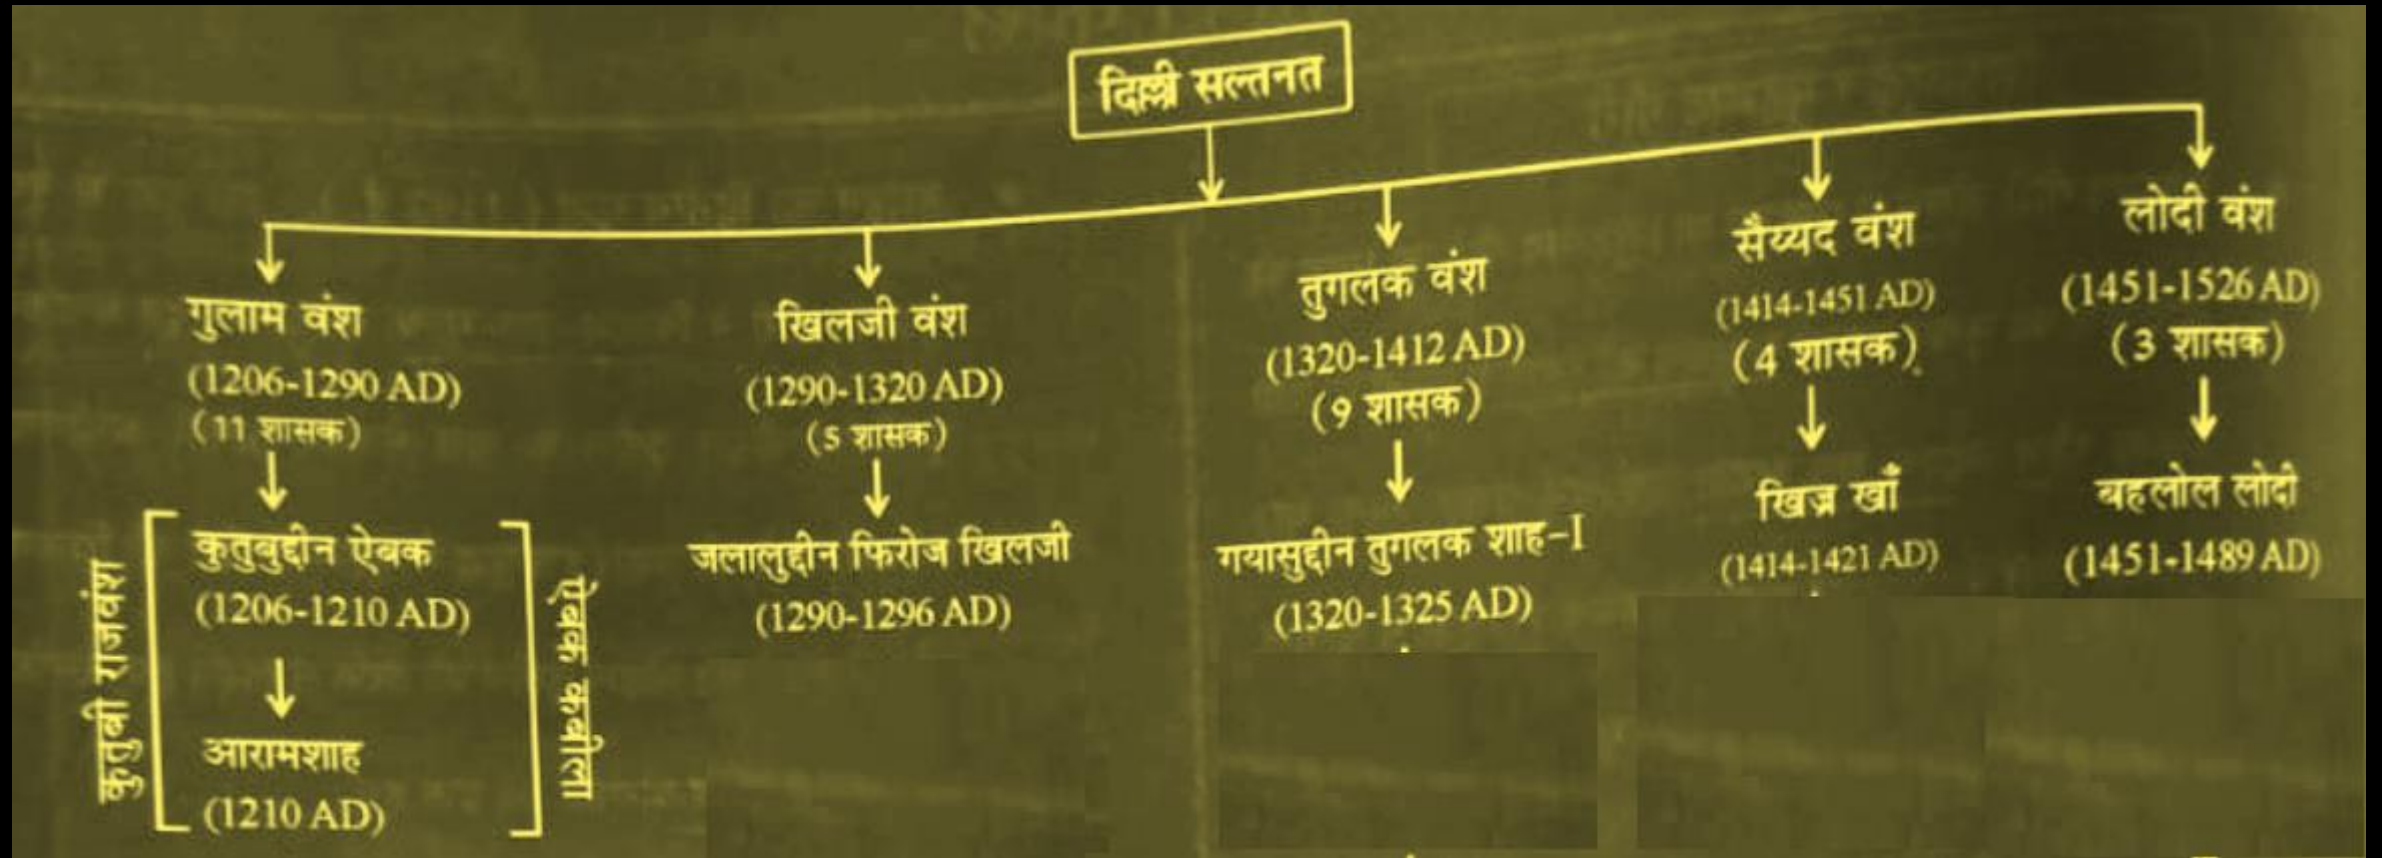 दिल्ली सल्तनत
गुलाम वंश
(1206-1290 AD)
(11 शासक)
कुतुबुद्दीन ऐबक
(1206-1210 AD)
आरामशाह
(1210 AD)
कुतुबी राजवंश
ऐबक कबीला
खिलजी वंश
(1290-1320 AD)
(5 शासक)
जलालुद्दीन फिरोज खिलजी
(1290-1296 AD)
तुगलक वंश
(1320-1412 AD)
(9 शासक)
गयासुद्दीन तुगलक शाह-I
(1320-1325 AD)
सैय्यद वंश
(1414-1451 AD)
(4 शासक)
खिज्र खाँ
(1414-1421 AD)
लोदी वंश
(1451-1526 AD)
(3 शासक)
बहलोल लोदी
(1451-1489 AD)